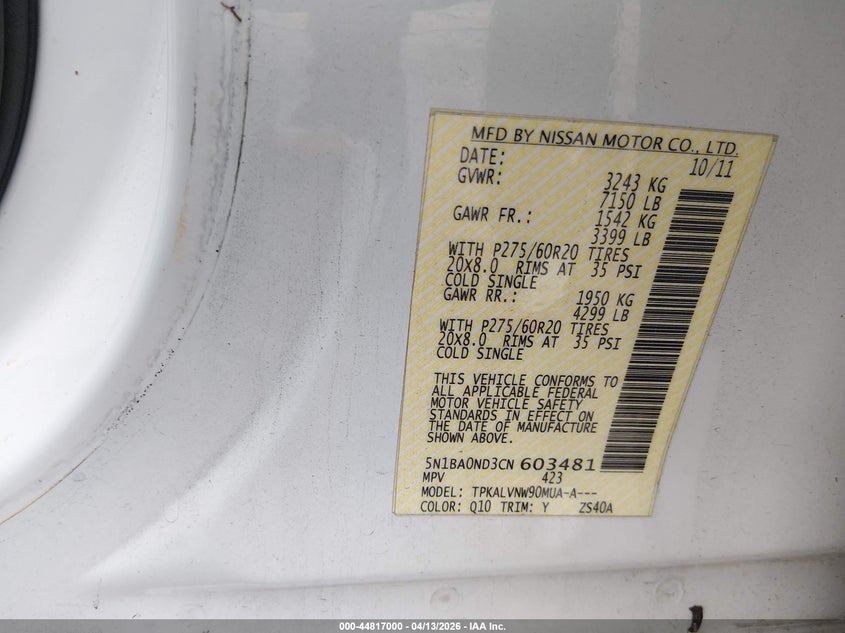 MFD BY NISSAN MOTOR CO., LTD.
DATE: 10/11
GVWR: 3243 KG
7150 LB
GAWR FR.: 1542 KG
3399 LB
WITH P275/60R20 TIRES
20X8.0 RIMS AT 35 PSI
COLD SINGLE
GAWR RR.: 1950 KG
4299 LB
WITH P275/60R20 TIRES
20X8.0 RIMS AT 35 PSI
COLD SINGLE
THIS VEHICLE CONFORMS TO
ALL APPLICABLE FEDERAL
MOTOR VEHICLE SAFETY
STANDARDS IN EFFECT ON
THE DATE OF MANUFACTURE
SHOWN ABOVE.
5N1BA0ND3CN 603481
MPV 423
MODEL: TPKALVNW90MUA-A---
COLOR: Q10 TRIM: Y ZS40A
000-44817000 - 04/13/2026 - IAA Inc.